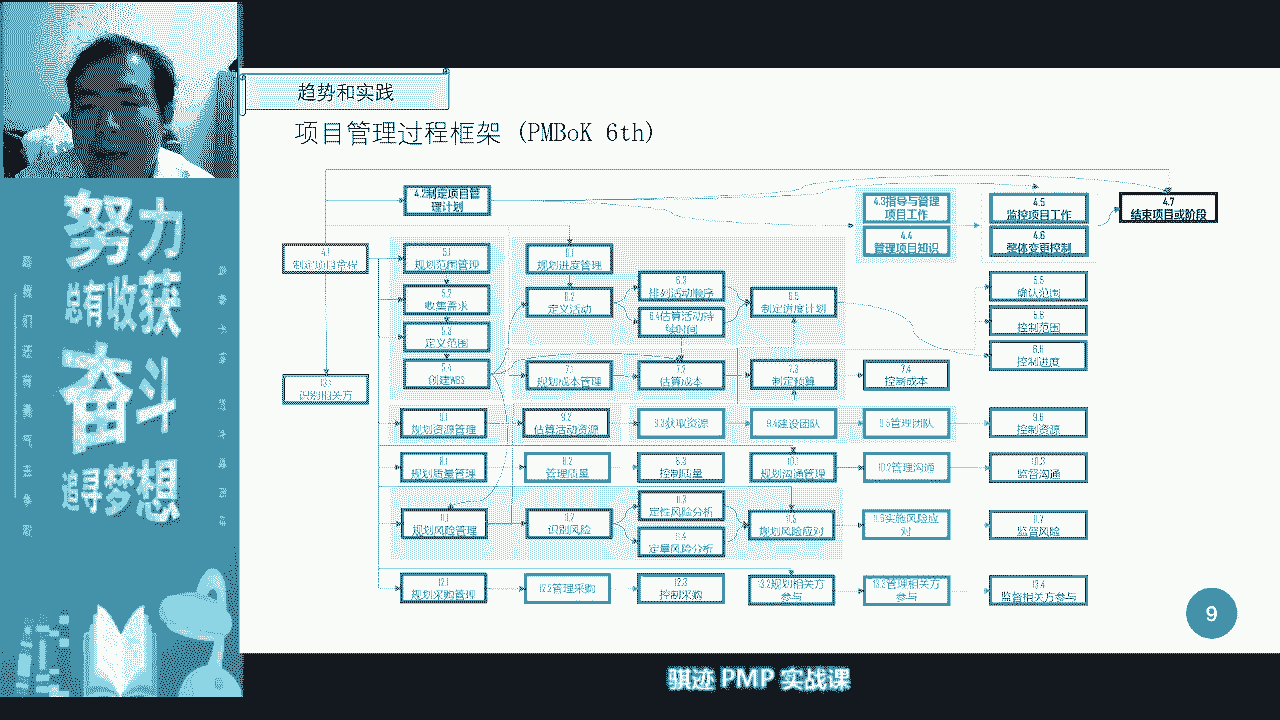 趋势和实践
项目管理过程框架 (PMBoK 6th)
4.2制定项目管
理计划
4.3指导与管理
项目工作
4.4
管理项目知识
4.5
监控项目工作
4.6
整体变更控制
4.7
结束项目或阶段
4.1
制定项目章程
13.1
识别相关方
5.1
规划范围管理
5.2
收集需求
5.3
定义范围
5.4
创建WBS
6.1
规划进度管理
6.2
定义活动
6.3
排列活动顺序
6.4估算活动持
续时间
6.5
制定进度计划
5.5
确认范围
5.6
控制范围
6.6
控制进度
7.1
规划成本管理
7.2
估算成本
7.3
制定预算
7.4
控制成本
9.1
规划资源管理
9.2
估算活动资源
9.3获取资源
9.4建设团队
9.5管理团队
9.6
控制资源
8.1
规划质量管理
8.2
管理质量
8.3
控制质量
10.1
规划沟通管理
10.2管理沟通
10.3
监督沟通
11.1
规划风险管理
11.2
识别风险
11.3
定性风险分析
11.4
定量风险分析
11.5
规划风险应对
11.6实施风险应
对
11.7
监督风险
12.1
规划采购管理
12.2管理采购
12.3
控制采购
13.2规划相关方
参与
13.3管理相关方
参与
13.4
监督相关方参与
9
努力
总有收获
奋斗
追寻梦想
骐迹 PMP 实战课